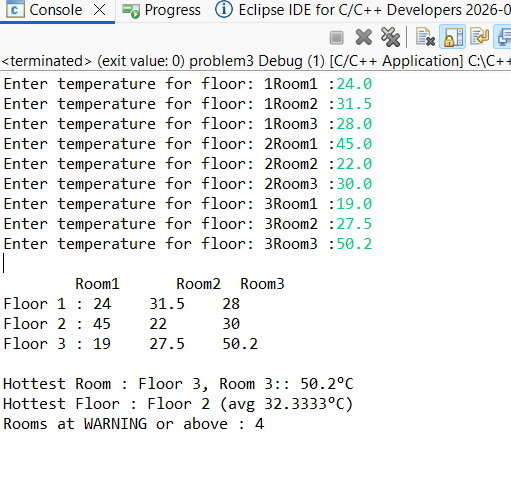 Console Progress Eclipse IDE for C/C++ Developers 2026-0
<terminated> (exit value: 0) problem3 Debug (1) [C/C++ Application] C:\C++
Enter temperature for floor: 1Room1 :24.0
Enter temperature for floor: 1Room2 :31.5
Enter temperature for floor: 1Room3 :28.0
Enter temperature for floor: 2Room1 :45.0
Enter temperature for floor: 2Room2 :22.0
Enter temperature for floor: 2Room3 :30.0
Enter temperature for floor: 3Room1 :19.0
Enter temperature for floor: 3Room2 :27.5
Enter temperature for floor: 3Room3 :50.2
Room1 Room2 Room3
Floor 1 : 24 31.5 28
Floor 2 : 45 22 30
Floor 3 : 19 27.5 50.2
Hottest Room : Floor 3, Room 3:: 50.2ºC
Hottest Floor : Floor 2 (avg 32.3333ºC)
Rooms at WARNING or above : 4